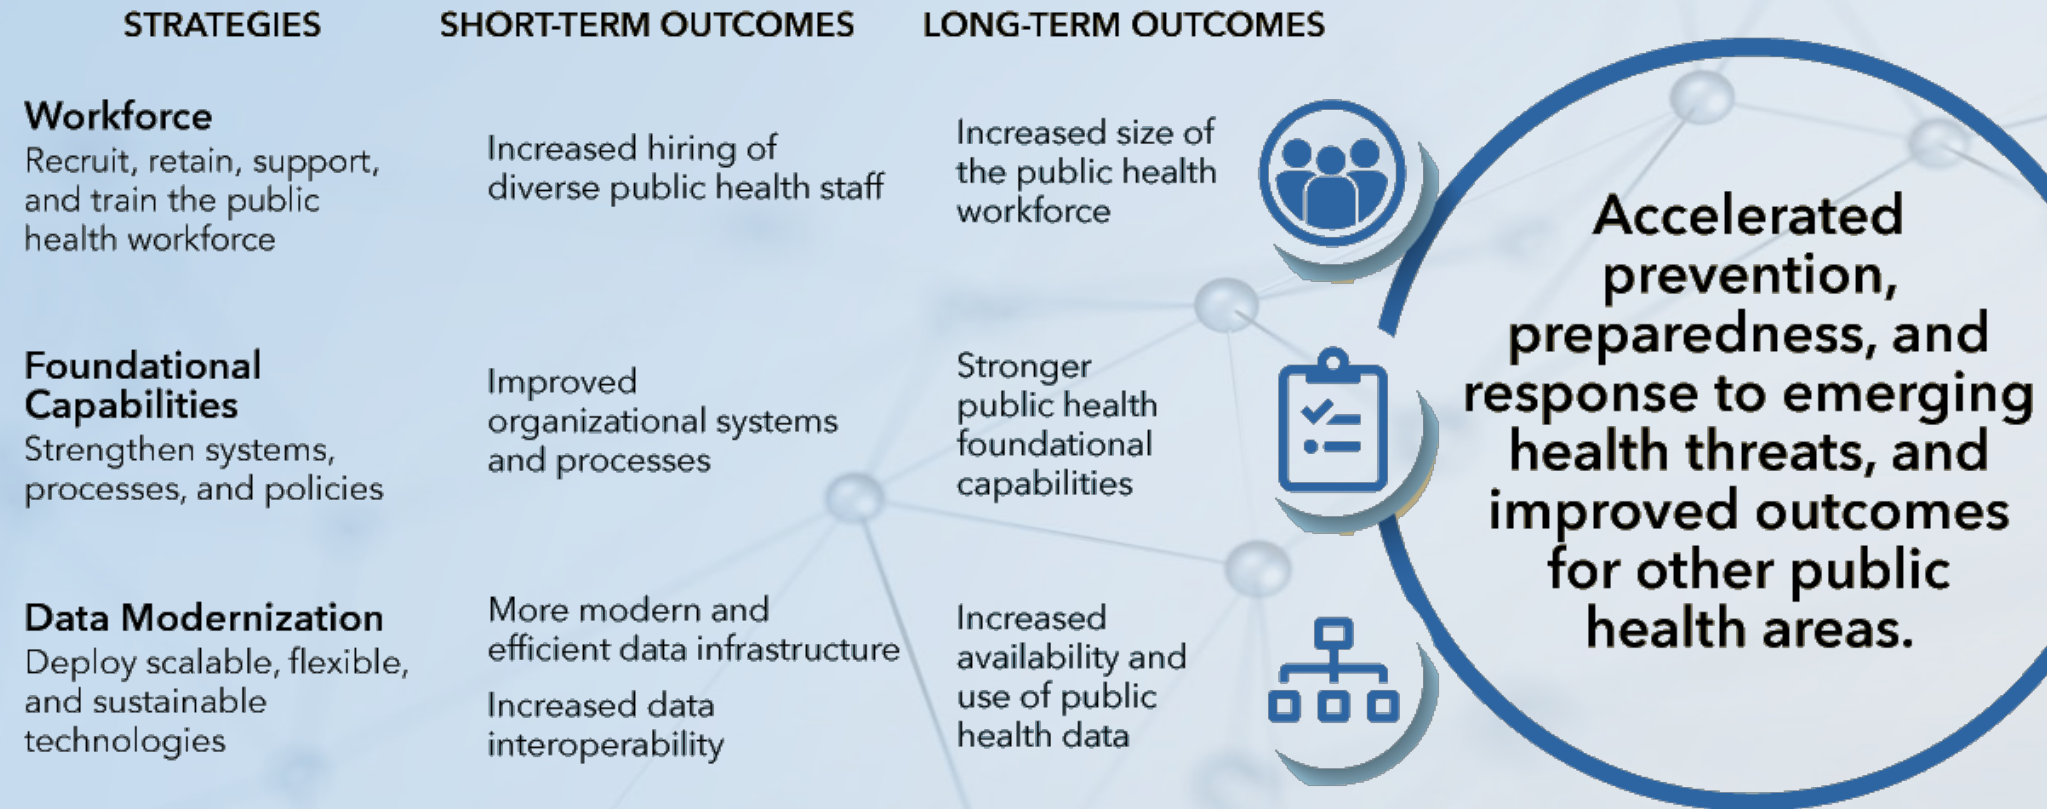 STRATEGIES
SHORT-TERM OUTCOMES
LONG-TERM OUTCOMES
Workforce
Recruit, retain, support,
and train the public
health workforce
Increased hiring of
diverse public health staff
Increased size of
the public health
workforce
Foundational
Capabilities
Strengthen systems,
processes, and policies
Improved
organizational systems
and processes
Stronger
public health
foundational
capabilities
Data Modernization
Deploy scalable, flexible,
and sustainable
technologies
More modern and
efficient data infrastructure
Increased data
interoperability
Increased
availability and
use of public
health data
Accelerated
prevention,
preparedness, and
response to emerging
health threats, and
improved outcomes
for other public
health areas.